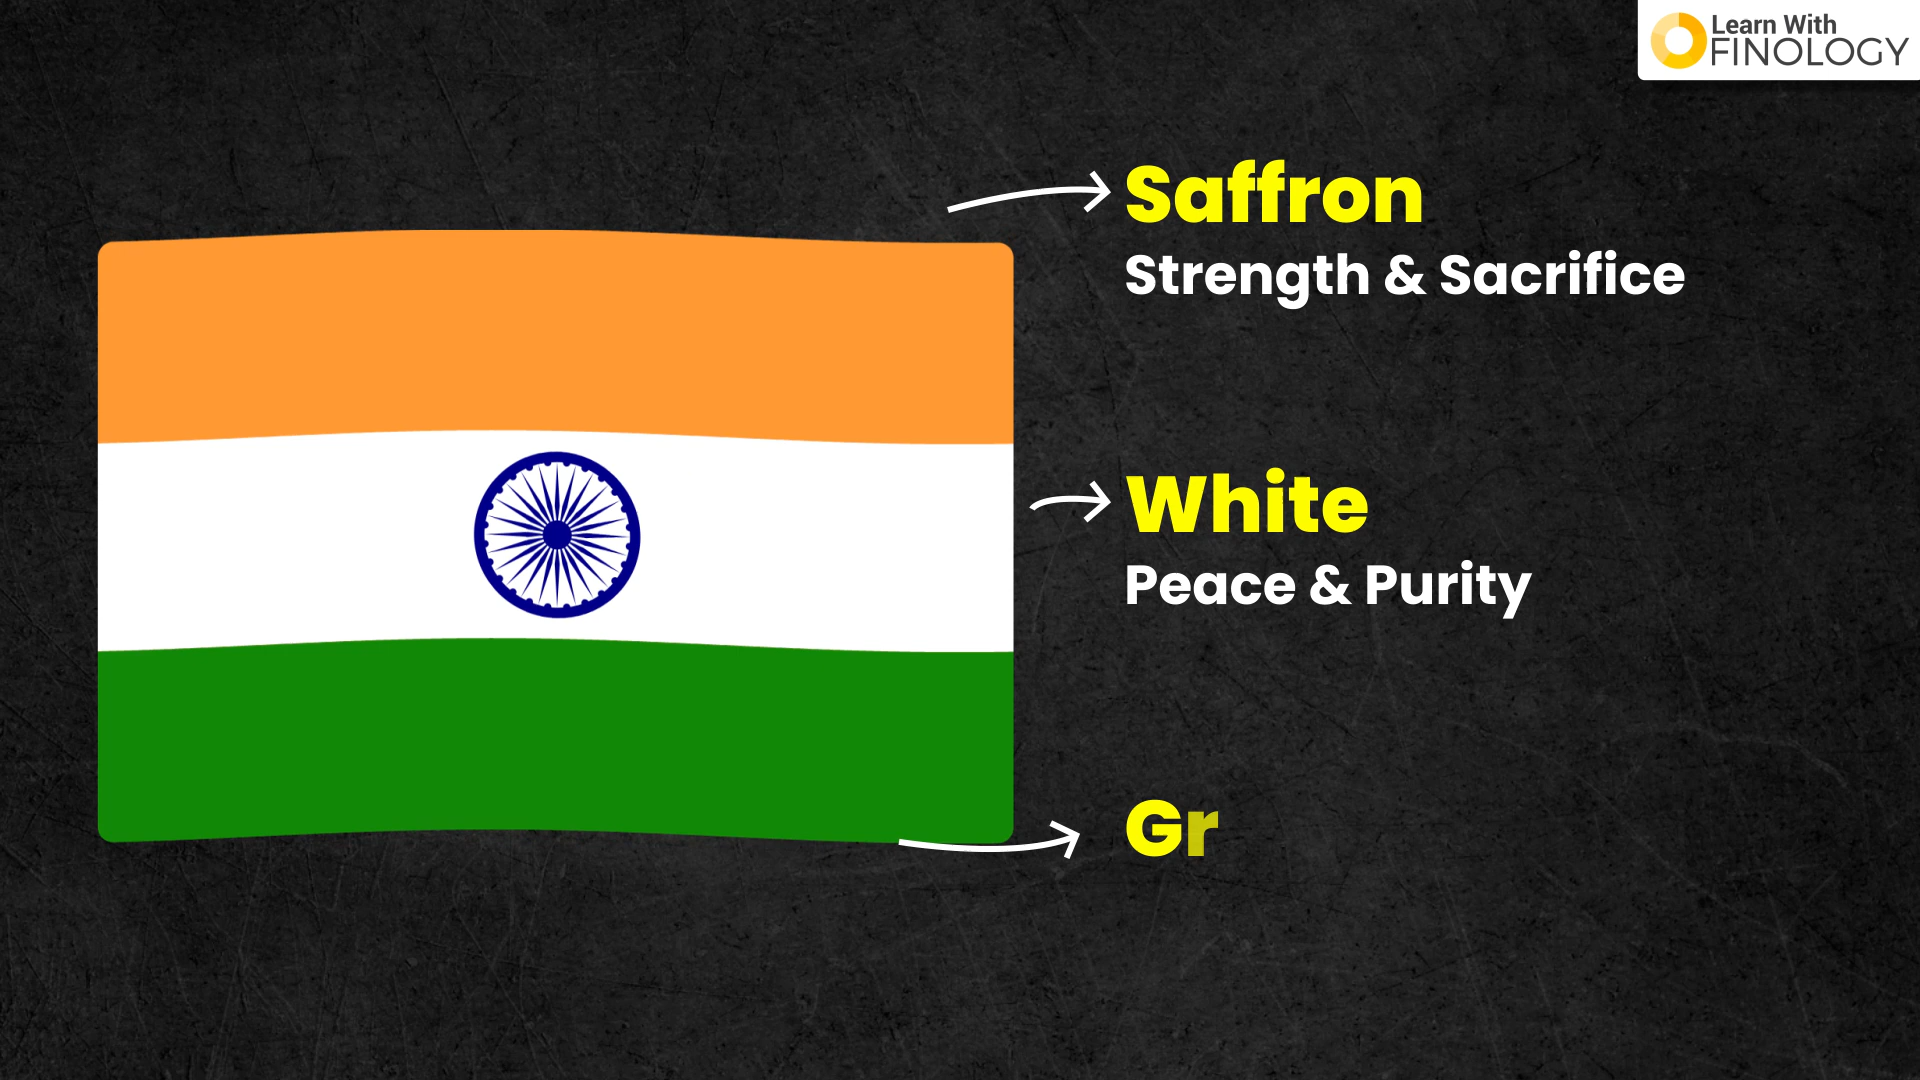 Learn With
FINOLOGY
Saffron
Strength & Sacrifice
White
Peace & Purity
Gr